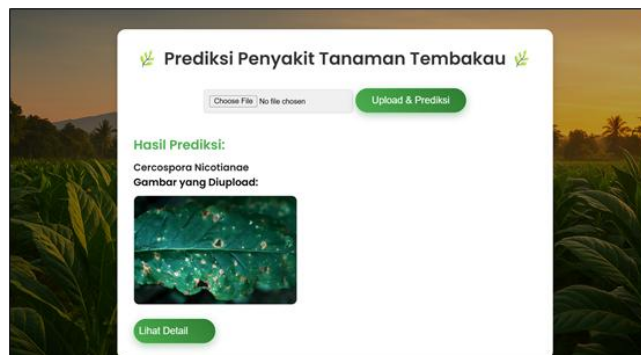 Prediksi Penyakit Tanaman Tembakau
Choose File No file chosen
Upload & Prediksi
Hasil Prediksi:
Cercospora Nicotianae
Gambar yang Diupload:
Lihat Detail